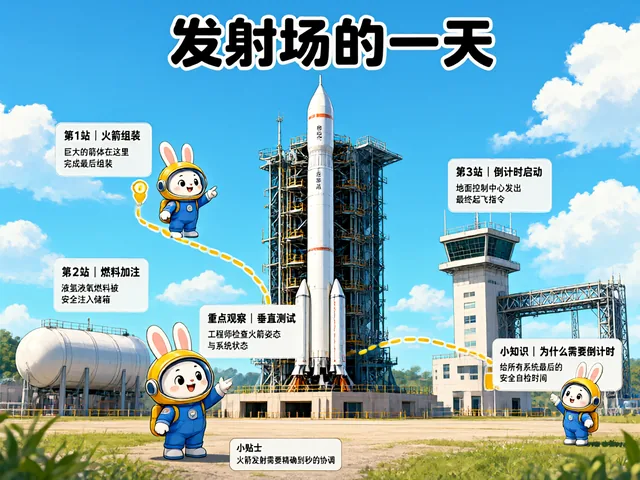 发射场的一天
第1站｜火箭组装
巨大的箭体在这里
完成最后组装
第3站｜倒计时启动
地面控制中心发出
最终起飞指令
第2站｜燃料加注
液氢液氧燃料被
安全注入储箱
重点观察｜垂直测试
工程师检查火箭姿态
与系统状态
小知识｜为什么需要倒计时
给所有系统最后的
安全自检时间
小贴士
火箭发射需要精确到秒的协调